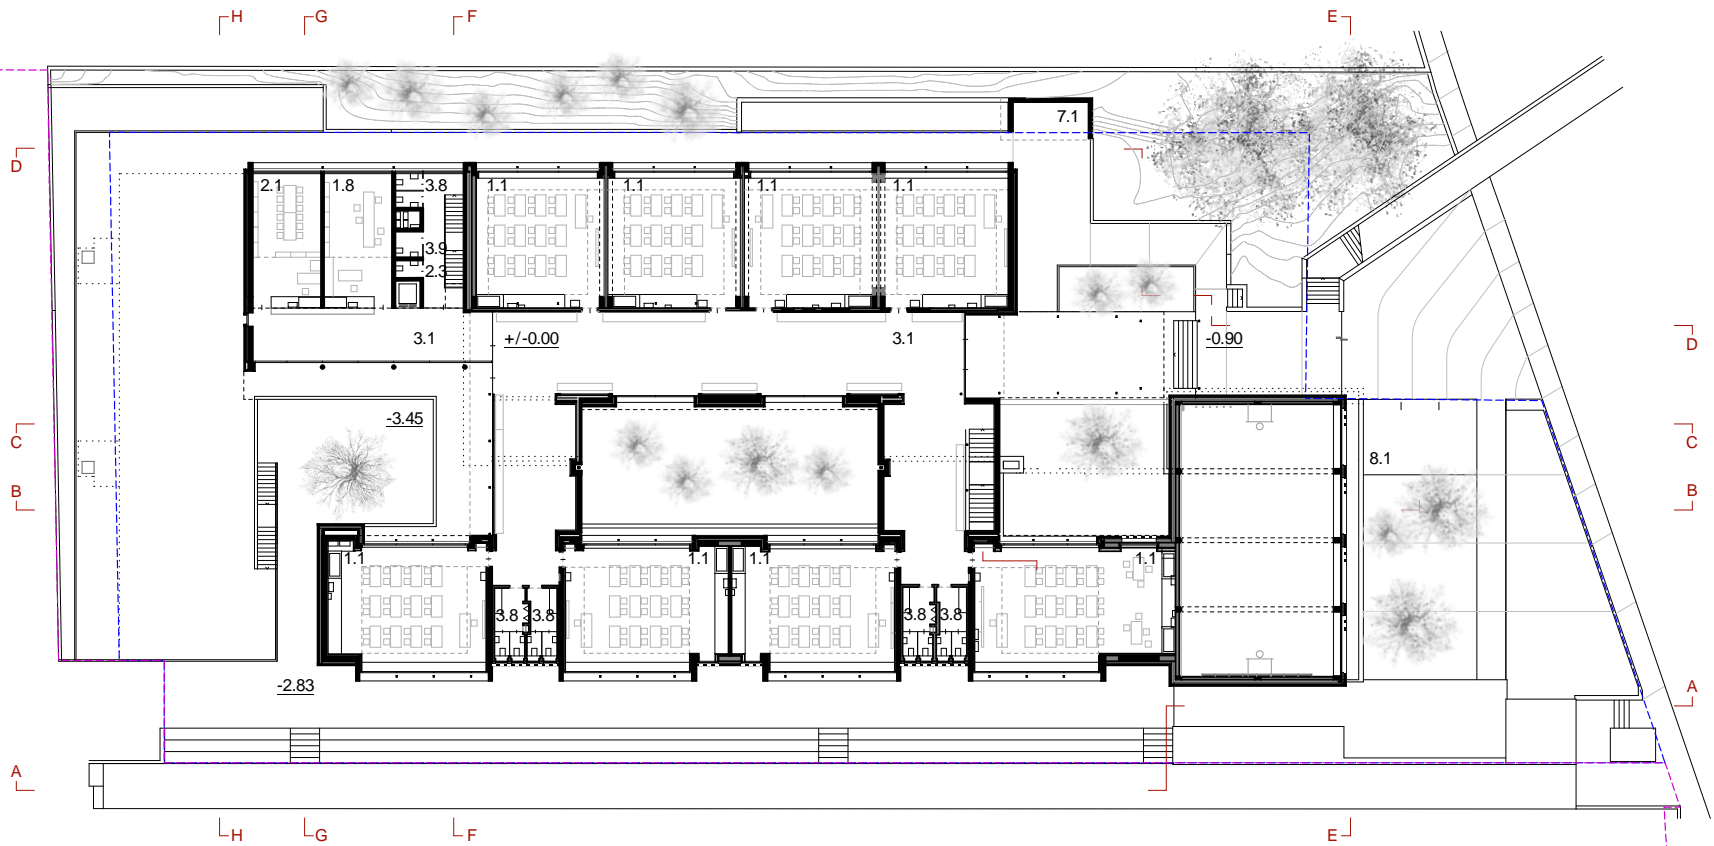 H G F E
7.1
D
2.1 1.8 3.8 1.1 1.1 1.1 1.1
3.9
2.3
3.1 +/-0.00 3.1 -0.90 D
-3.45
C C
8.1
B B
1.1 1.1 1.1 1.1
3.8 3.8 3.8 3.8
-2.83 A
A
H G F E